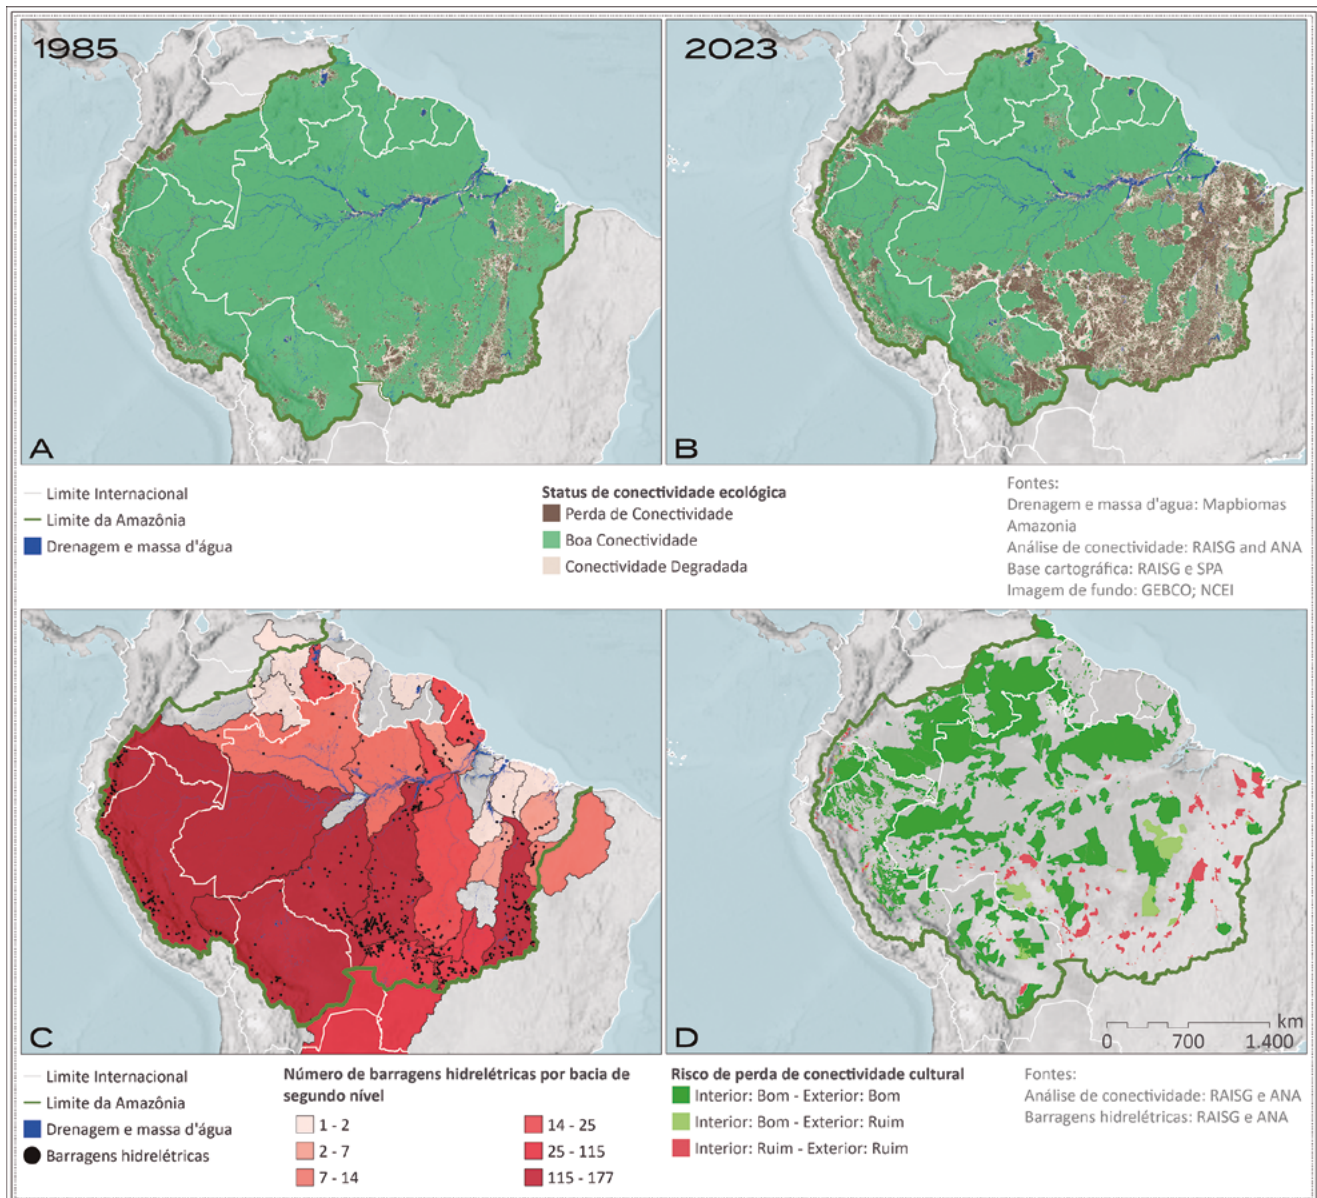 1985
2023
A
B
Limite Internacional
Limite da Amazônia
Drenagem e massa d'água
Status de conectividade ecológica
Perda de Conectividade
Boa Conectividade
Conectividade Degradada
Fontes:
Drenagem e massa d'agua: Mapbiomas
Amazonia
Análise de conectividade: RAISG and ANA
Base cartográfica: RAISG e SPA
Imagem de fundo: GEBCO; NCEI
C
D
km
0 700 1.400
Limite Internacional
Limite da Amazônia
Drenagem e massa d'água
Barragens hidrelétricas
Número de barragens hidrelétricas por bacia de
segundo nível
1 - 2
2 - 7
7 - 14
14 - 25
25 - 115
115 - 177
Risco de perda de conectividade cultural
Interior: Bom - Exterior: Bom
Interior: Bom - Exterior: Ruim
Interior: Ruim - Exterior: Ruim
Fontes:
Análise de conectividade: RAISG e ANA
Barragens hidrelétricas: RAISG e ANA